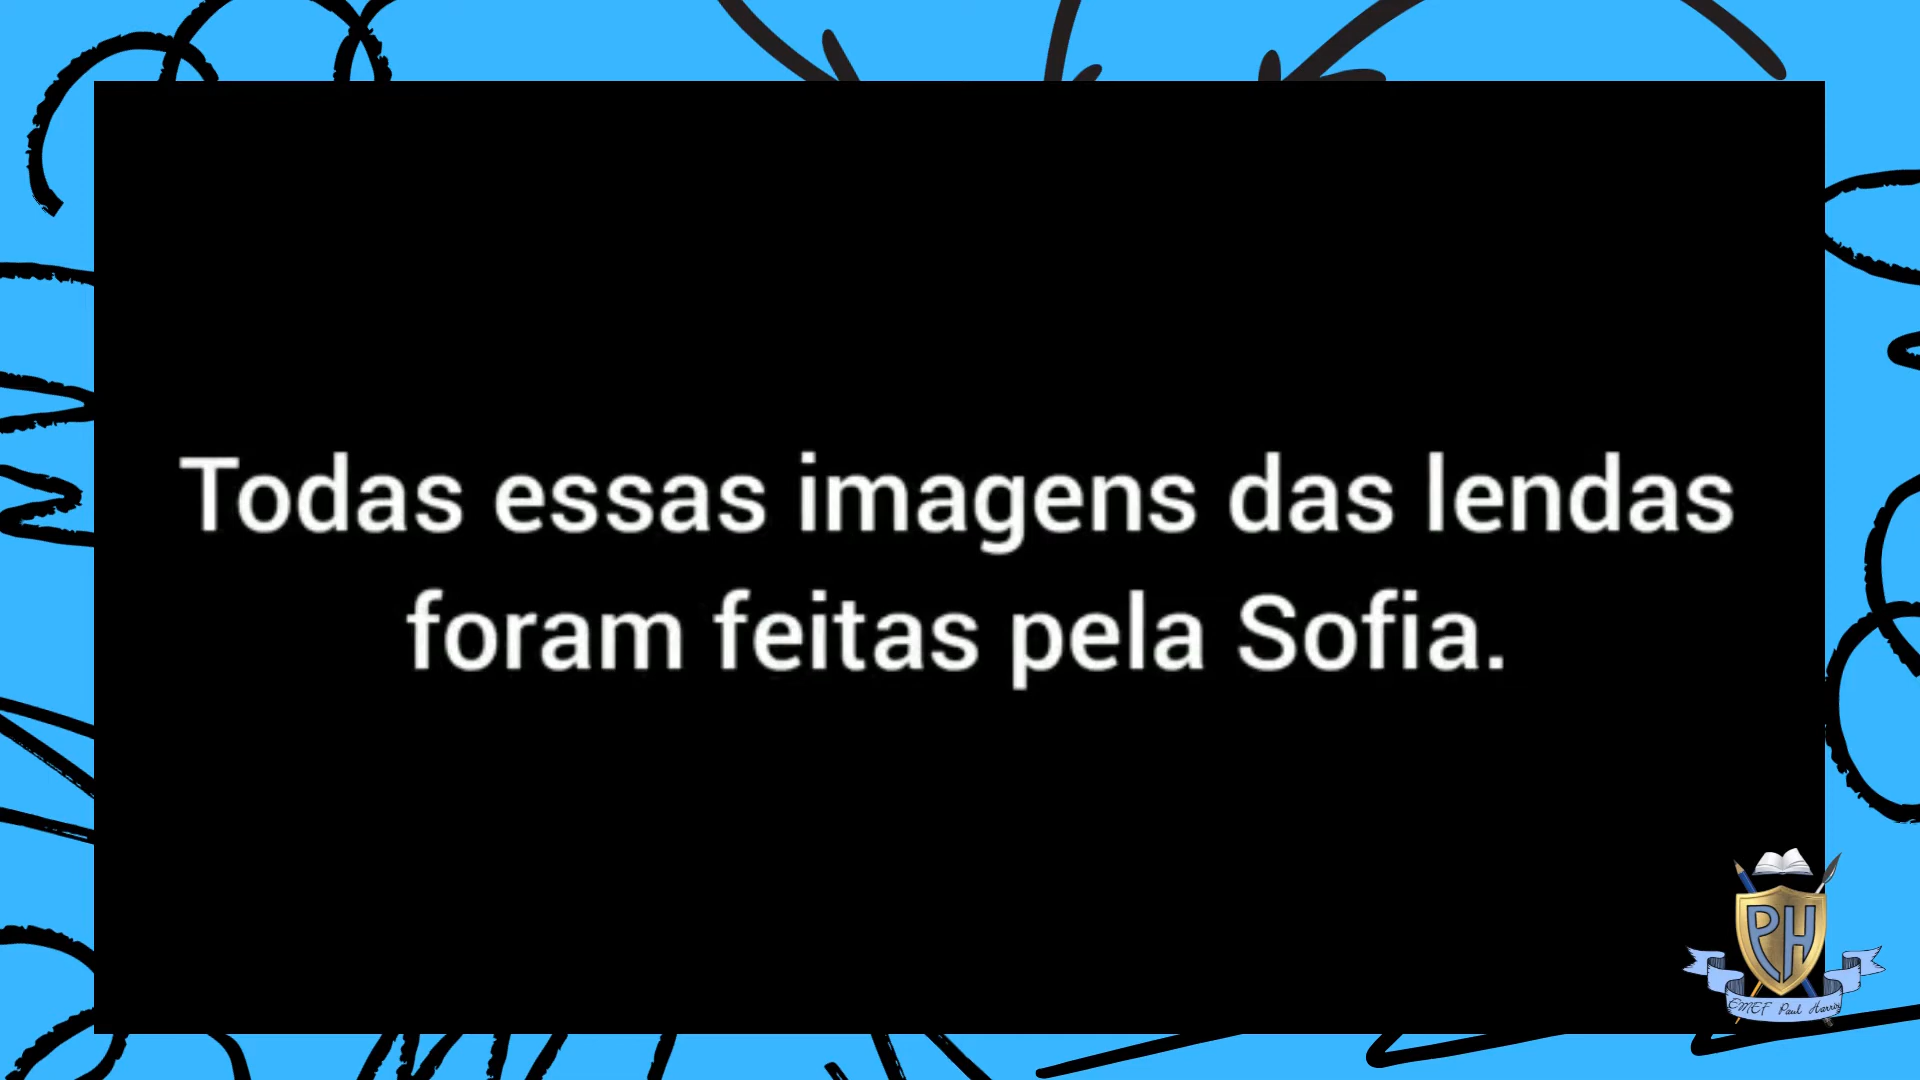 Todas essas imagens das lendas
foram feitas pela Sofia.
PH
EMEF Paul Harris